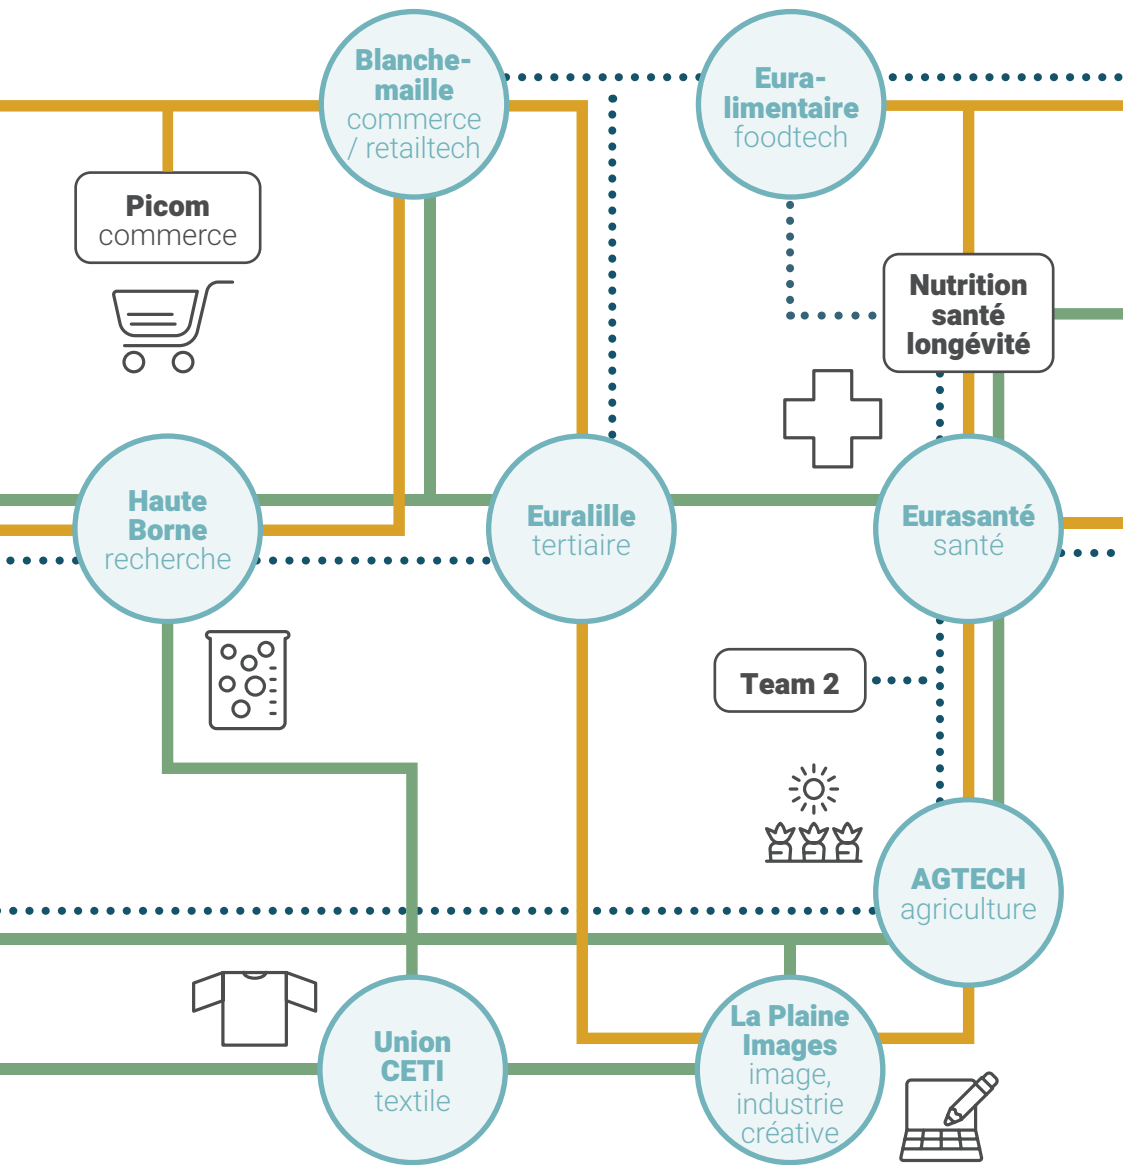 Blanche-
maille
commerce
/ retailtech
Eura-
limentaire
foodtech
Picom
commerce
Nutrition
santé
longévité
Haute
Borne
recherche
Euralille
tertiaire
Eurasanté
santé
Team 2
AGTECH
agriculture
Union
CETI
textile
La Plaine
Images
image,
industrie
créative